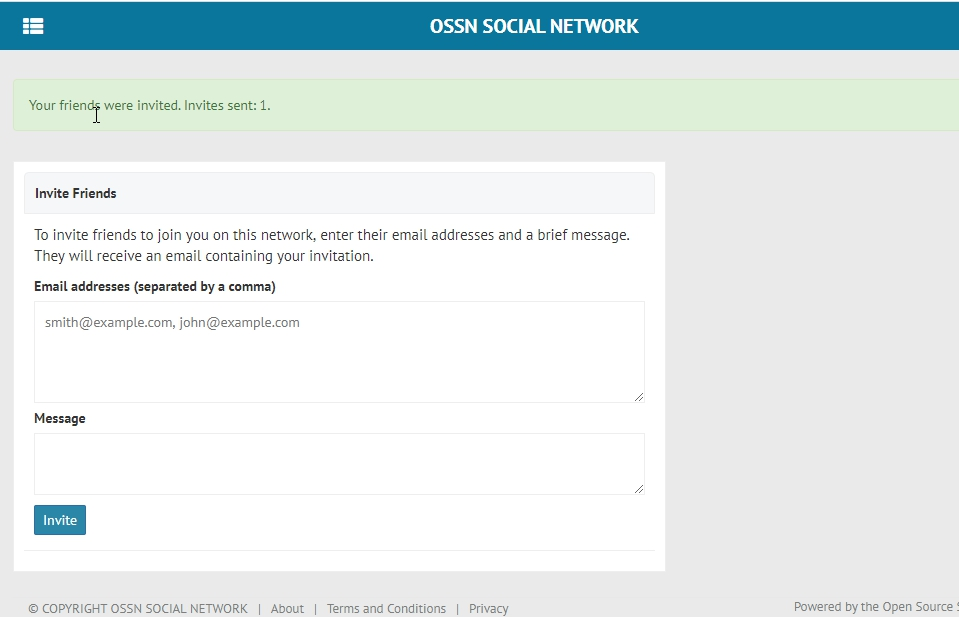 OSSN SOCIAL NETWORK
Your friends were invited. Invites sent: 1.
Invite Friends
To invite friends to join you on this network, enter their email addresses and a brief message.
They will receive an email containing your invitation.
Email addresses (separated by a comma)
smith@example.com, john@example.com
Message
Invite
© COPYRIGHT OSSN SOCIAL NETWORK | About | Terms and Conditions | Privacy
Powered by the Open Source